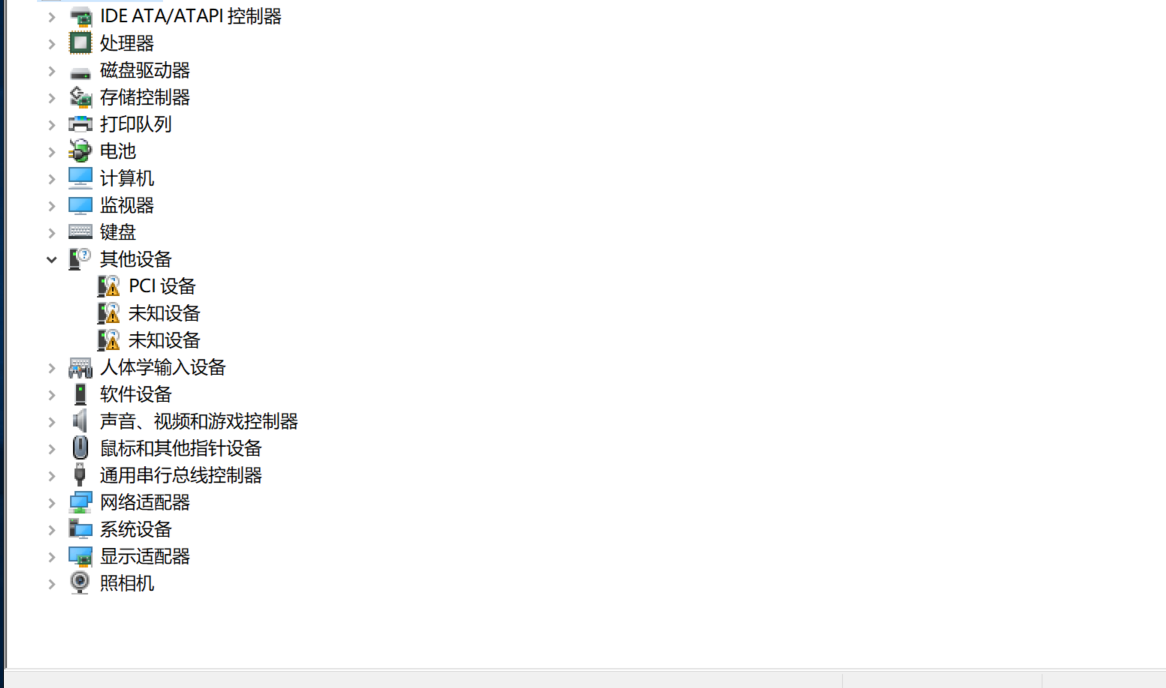 IDE ATA/ATAPI 控制器
处理器
磁盘驱动器
存储控制器
打印队列
电池
计算机
监视器
键盘
其他设备
PCI 设备
未知设备
未知设备
人体学输入设备
软件设备
声音、视频和游戏控制器
鼠标和其他指针设备
通用串行总线控制器
网络适配器
系统设备
显示适配器
照相机